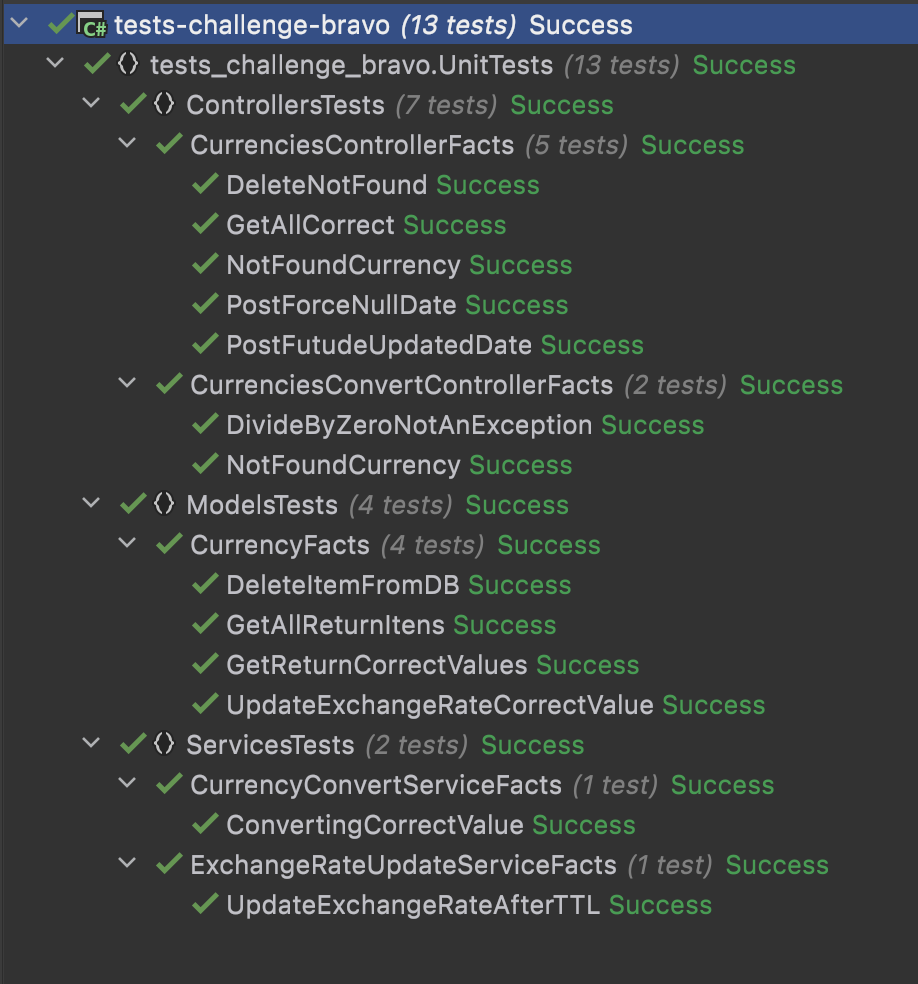 C# tests-challenge-bravo (13 tests) Success
tests_challenge_bravo.UnitTests (13 tests) Success
ControllersTests (7 tests) Success
CurrenciesControllerFacts (5 tests) Success
DeleteNotFound Success
GetAllCorrect Success
NotFoundCurrency Success
PostForceNullDate Success
PostFutudeUpdatedDate Success
CurrenciesConvertControllerFacts (2 tests) Success
DivideByZeroNotAnException Success
NotFoundCurrency Success
ModelsTests (4 tests) Success
CurrencyFacts (4 tests) Success
DeleteItemFromDB Success
GetAllReturnItens Success
GetReturnCorrectValues Success
UpdateExchangeRateCorrectValue Success
ServicesTests (2 tests) Success
CurrencyConvertServiceFacts (1 test) Success
ConvertingCorrectValue Success
ExchangeRateUpdateServiceFacts (1 test) Success
UpdateExchangeRateAfterTTL Success